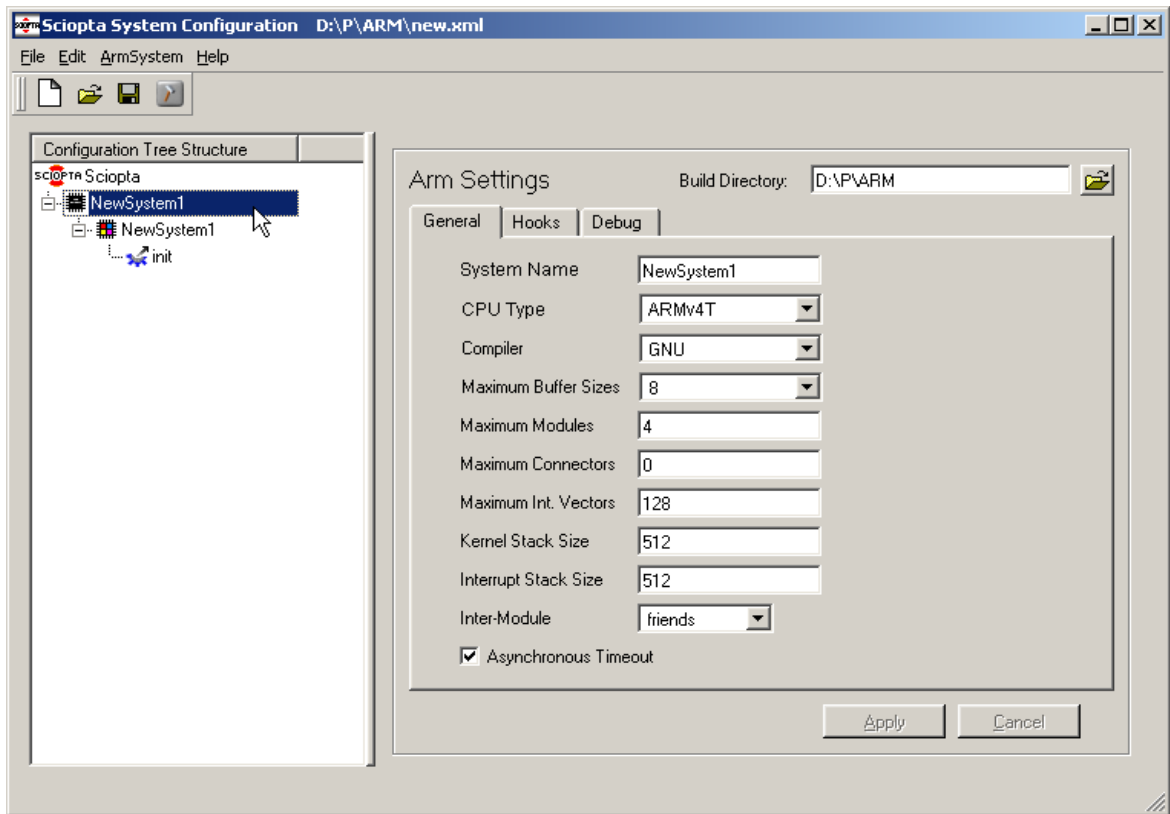 SCIOPTA Sciopta System Configuration D:\P\ARM\new.xml
File Edit ArmSystem Help
Configuration Tree Structure
SCIOPTA Sciopta
NewSystem1
NewSystem1
init
Arm Settings Build Directory: D:\P\ARM
General Hooks Debug
System Name NewSystem1
CPU Type ARMv4T
Compiler GNU
Maximum Buffer Sizes 8
Maximum Modules 4
Maximum Connectors 0
Maximum Int. Vectors 128
Kernel Stack Size 512
Interrupt Stack Size 512
Inter-Module friends
Asynchronous Timeout
Apply Cancel